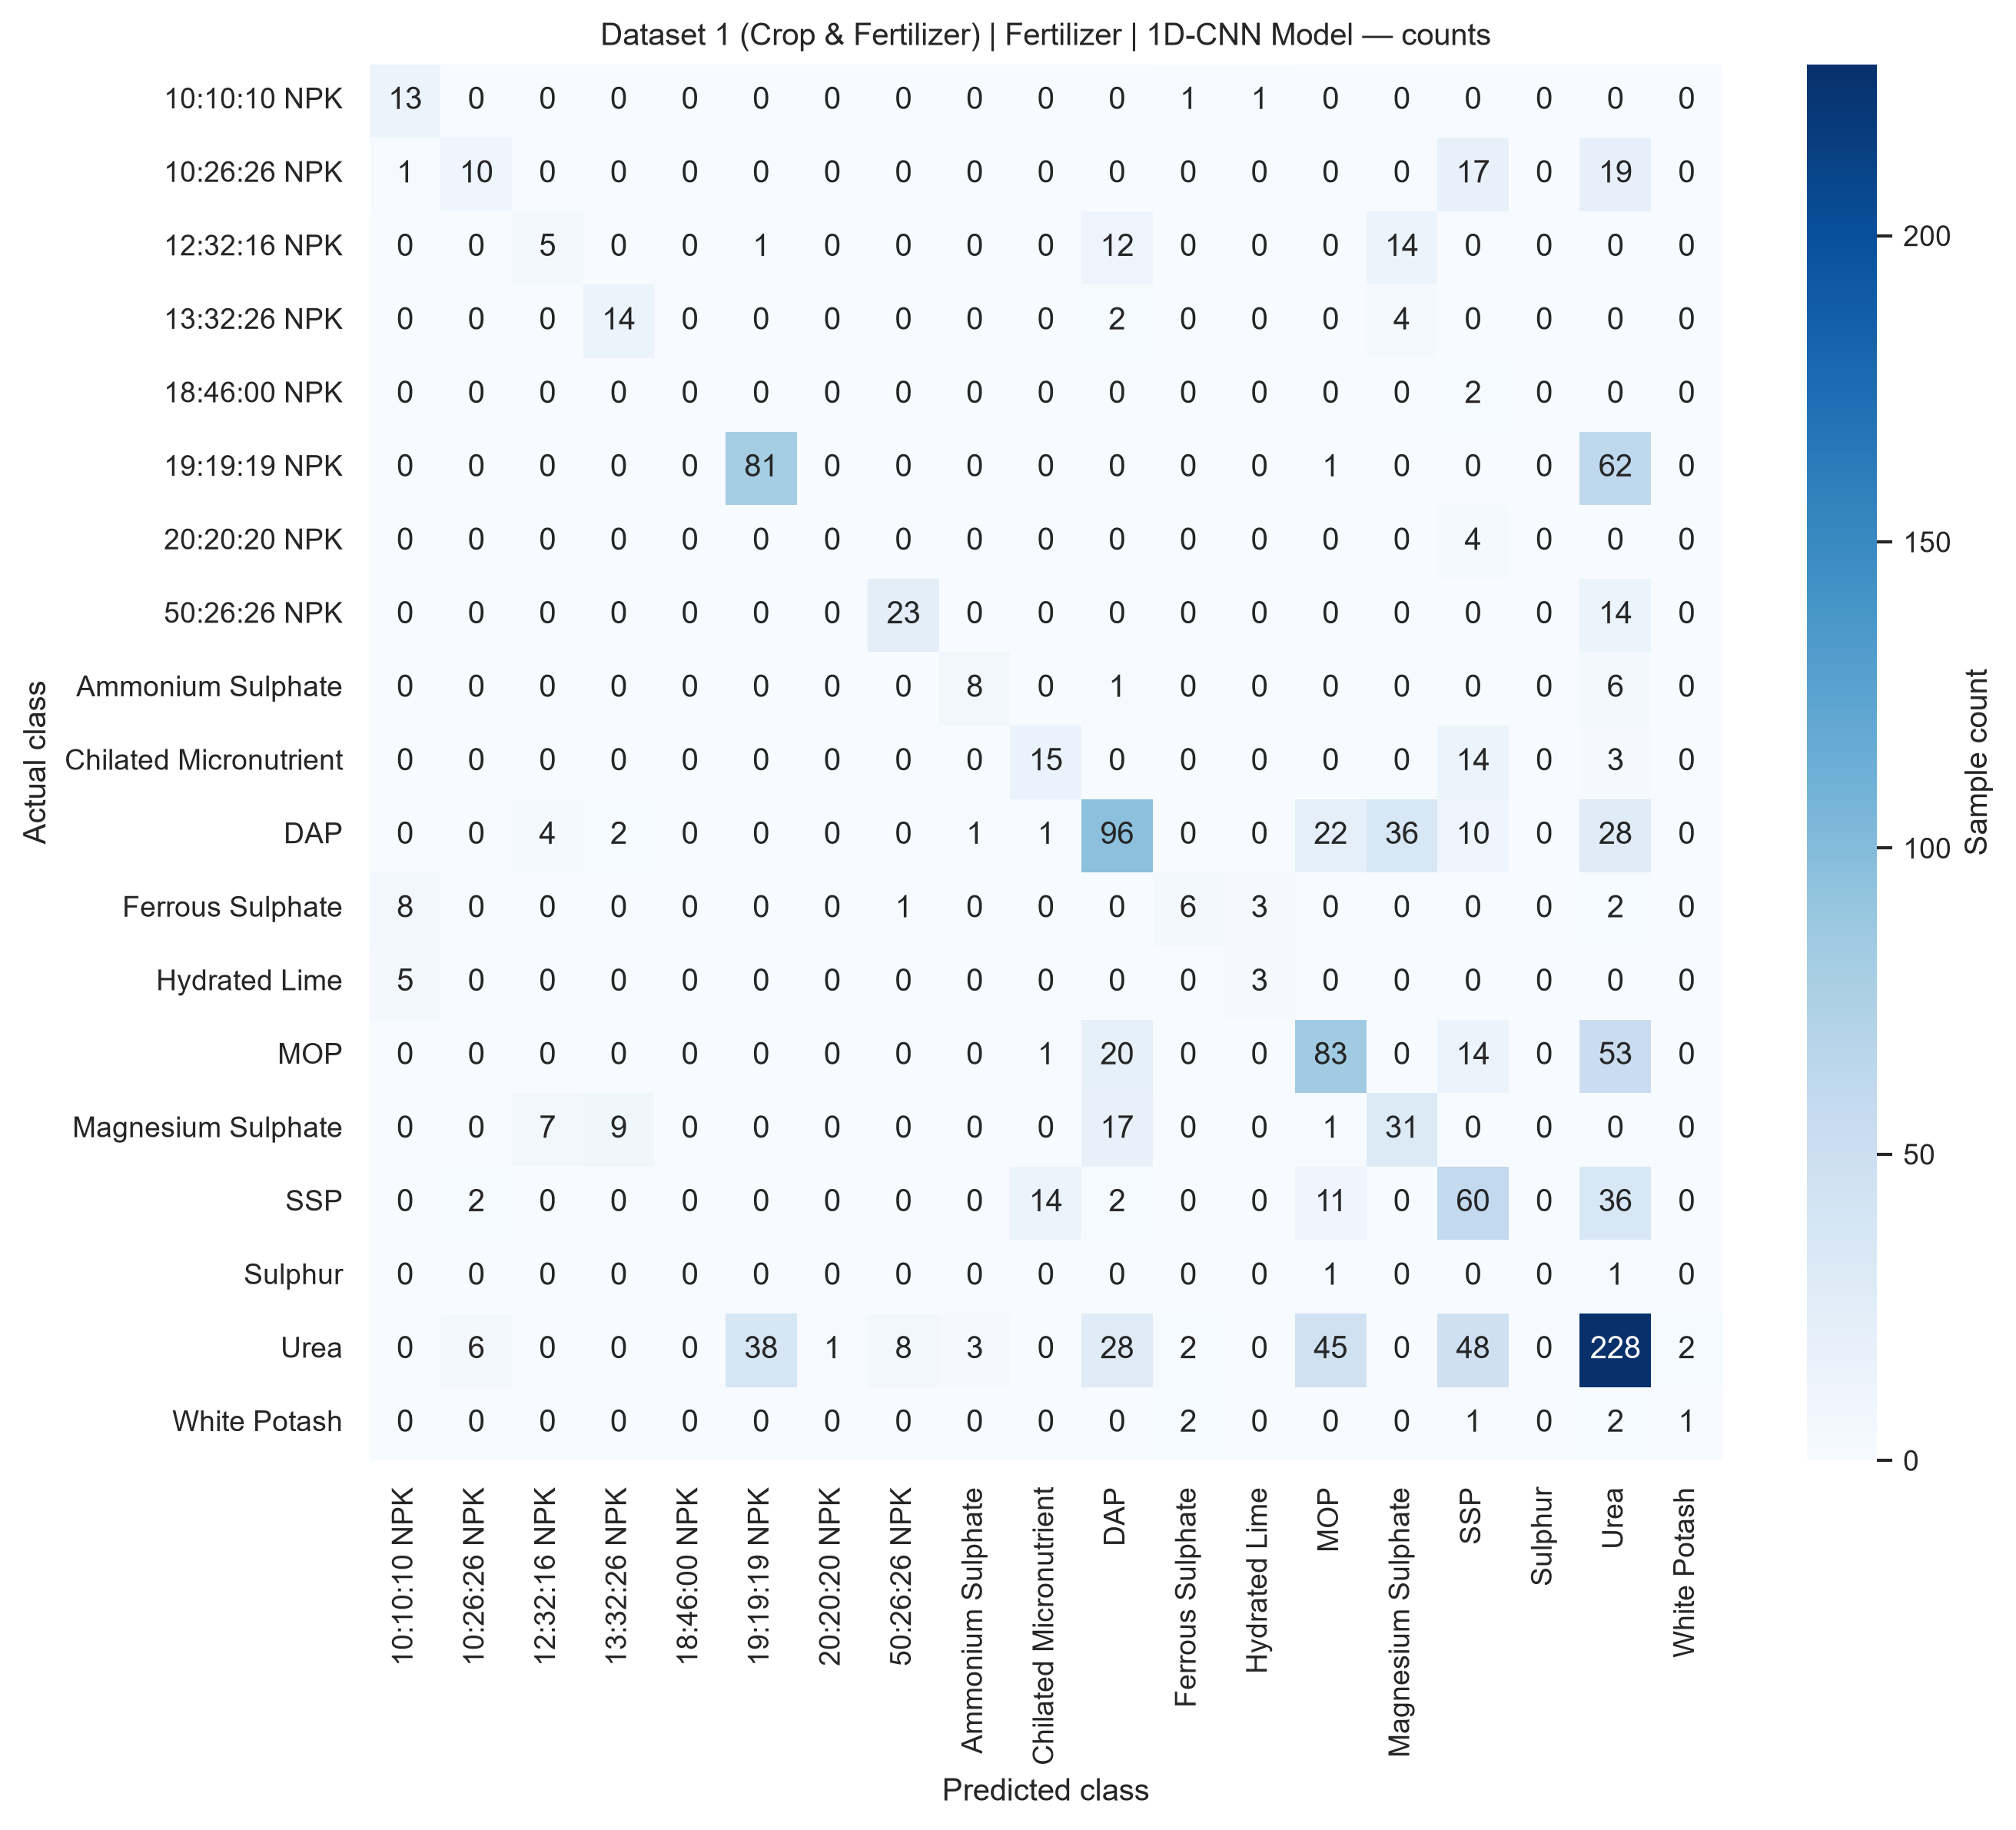 Dataset 1 (Crop & Fertilizer) | Fertilizer | 1D-CNN Model — counts
10:10:10 NPK 13 0 0 0 0 0 0 0 0 0 0 1 1 0 0 0 0 0 0
10:26:26 NPK 1 10 0 0 0 0 0 0 0 0 0 0 0 0 0 17 0 19 0
12:32:16 NPK 0 0 5 0 0 1 0 0 0 0 12 0 0 0 14 0 0 0 0
13:32:26 NPK 0 0 0 14 0 0 0 0 0 0 2 0 0 0 4 0 0 0 0
18:46:00 NPK 0 0 0 0 0 0 0 0 0 0 0 0 0 0 0 2 0 0 0
19:19:19 NPK 0 0 0 0 0 81 0 0 0 0 0 0 0 1 0 0 0 62 0
20:20:20 NPK 0 0 0 0 0 0 0 0 0 0 0 0 0 0 0 4 0 0 0
50:26:26 NPK 0 0 0 0 0 0 0 23 0 0 0 0 0 0 0 0 0 14 0
Ammonium Sulphate 0 0 0 0 0 0 0 0 8 0 1 0 0 0 0 0 0 6 0
Chilated Micronutrient 0 0 0 0 0 0 0 0 0 15 0 0 0 0 0 14 0 3 0
DAP 0 0 4 2 0 0 0 0 1 1 96 0 0 22 36 10 0 28 0
Ferrous Sulphate 8 0 0 0 0 0 0 1 0 0 0 6 3 0 0 0 0 2 0
Hydrated Lime 5 0 0 0 0 0 0 0 0 0 0 0 3 0 0 0 0 0 0
MOP 0 0 0 0 0 0 0 0 0 1 20 0 0 83 0 14 0 53 0
Magnesium Sulphate 0 0 7 9 0 0 0 0 0 0 17 0 0 1 31 0 0 0 0
SSP 0 2 0 0 0 0 0 0 0 14 2 0 0 11 0 60 0 36 0
Sulphur 0 0 0 0 0 0 0 0 0 0 0 0 0 1 0 0 0 1 0
Urea 0 6 0 0 0 38 1 8 3 0 28 2 0 45 0 48 0 228 2
White Potash 0 0 0 0 0 0 0 0 0 0 0 2 0 0 0 1 0 2 1
Actual class
10:10:10 NPK
10:26:26 NPK
12:32:16 NPK
13:32:26 NPK
18:46:00 NPK
19:19:19 NPK
20:20:20 NPK
50:26:26 NPK
Ammonium Sulphate
Chilated Micronutrient
DAP
Ferrous Sulphate
Hydrated Lime
MOP
Magnesium Sulphate
SSP
Sulphur
Urea
White Potash
Predicted class
200
150
100
50
0
Sample count